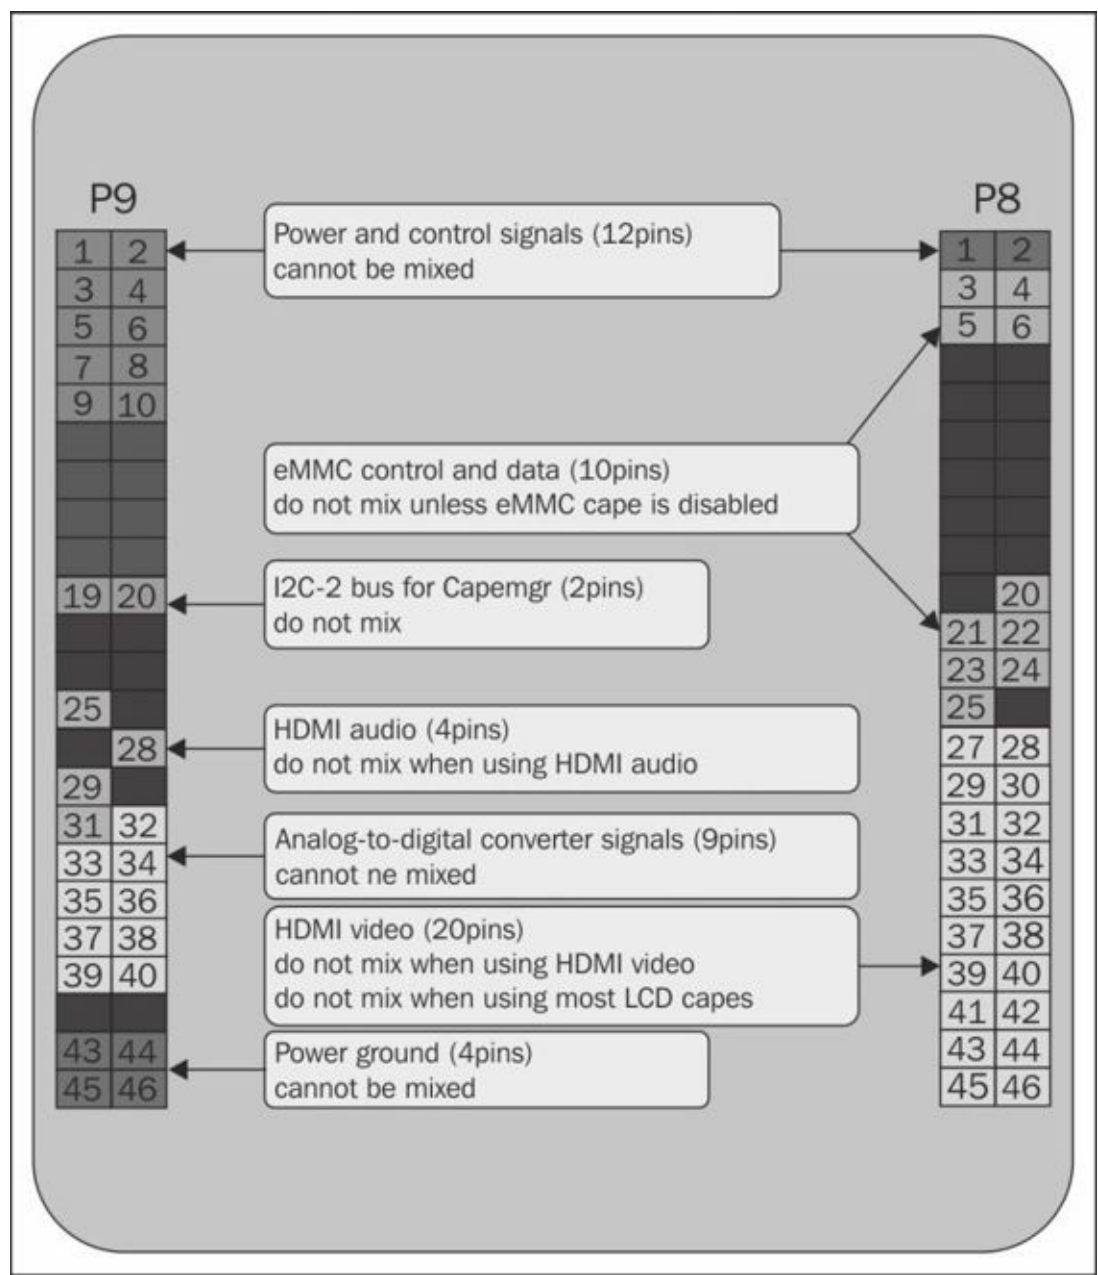 P9
P8
1 2
3 4
5 6
7 8
9 10
19 20
25
28
29
31 32
33 34
35 36
37 38
39 40
43 44
45 46
Power and control signals (12pins)
cannot be mixed
eMMC control and data (10pins)
do not mix unless eMMC cape is disabled
I2C-2 bus for Capemgr (2pins)
do not mix
HDMI audio (4pins)
do not mix when using HDMI audio
Analog-to-digital converter signals (9pins)
cannot ne mixed
HDMI video (20pins)
do not mix when using HDMI video
do not mix when using most LCD capes
Power ground (4pins)
cannot be mixed
1 2
3 4
5 6
20
21 22
23 24
25
27 28
29 30
31 32
33 34
35 36
37 38
39 40
41 42
43 44
45 46